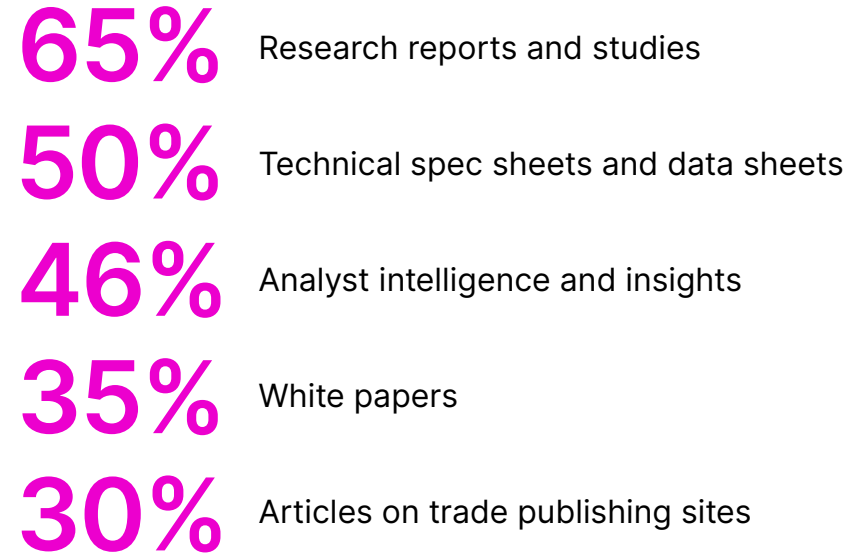 65% Research reports and studies
50% Technical spec sheets and data sheets
46% Analyst intelligence and insights
35% White papers
30% Articles on trade publishing sites